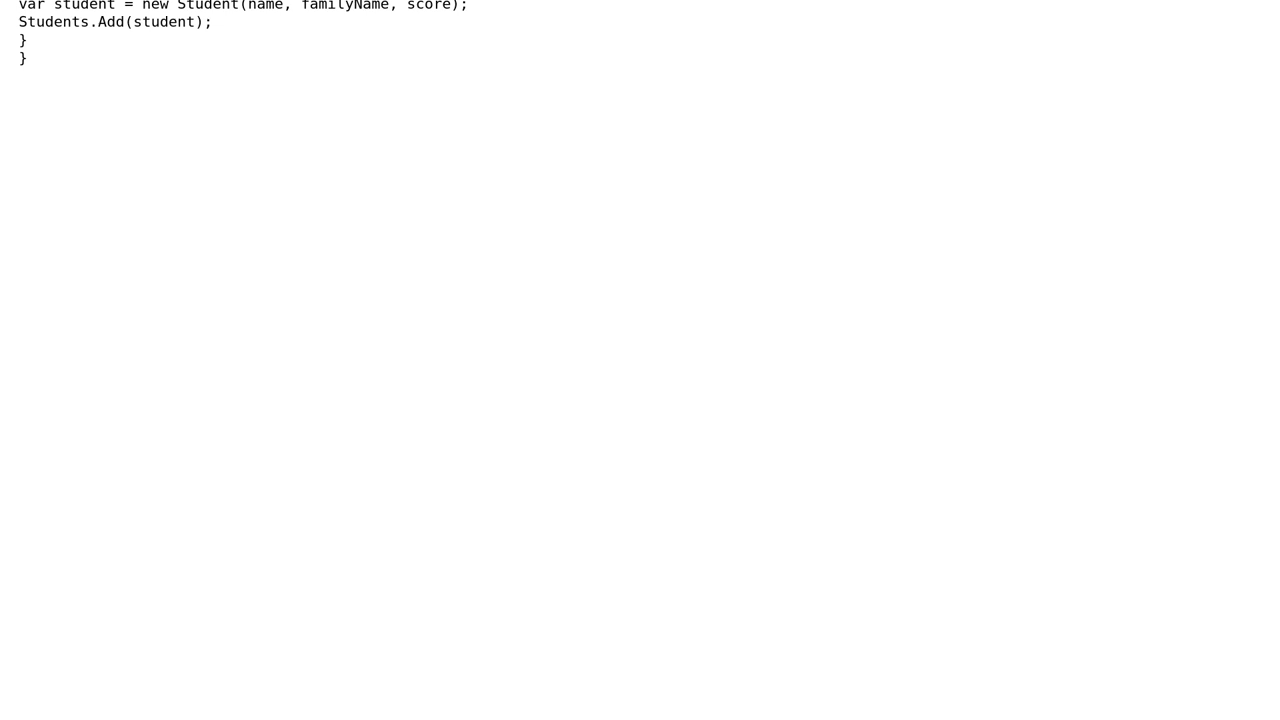 var student = new Student(name, familyName, score);
Students.Add(student);
}
}